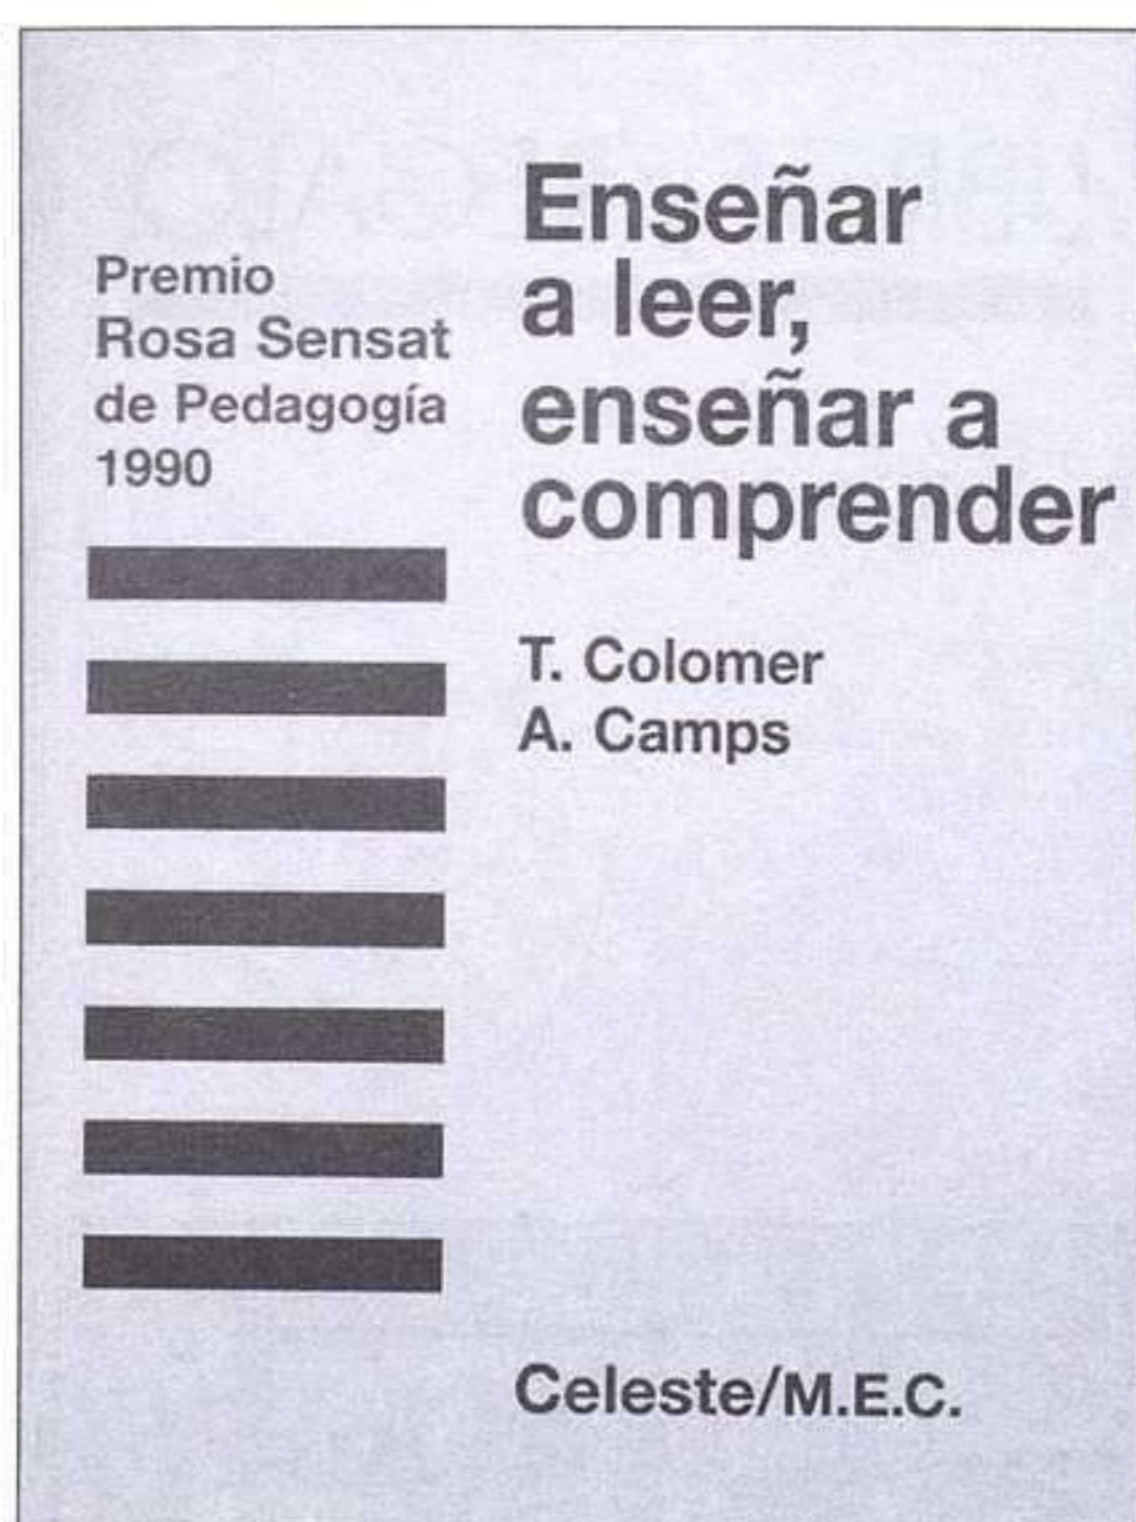 Premio
Rosa Sensat
de Pedagogía
1990
Enseñar
a leer,
enseñar a
comprender
T. Colomer
A. Camps
Celeste/M.E.C.